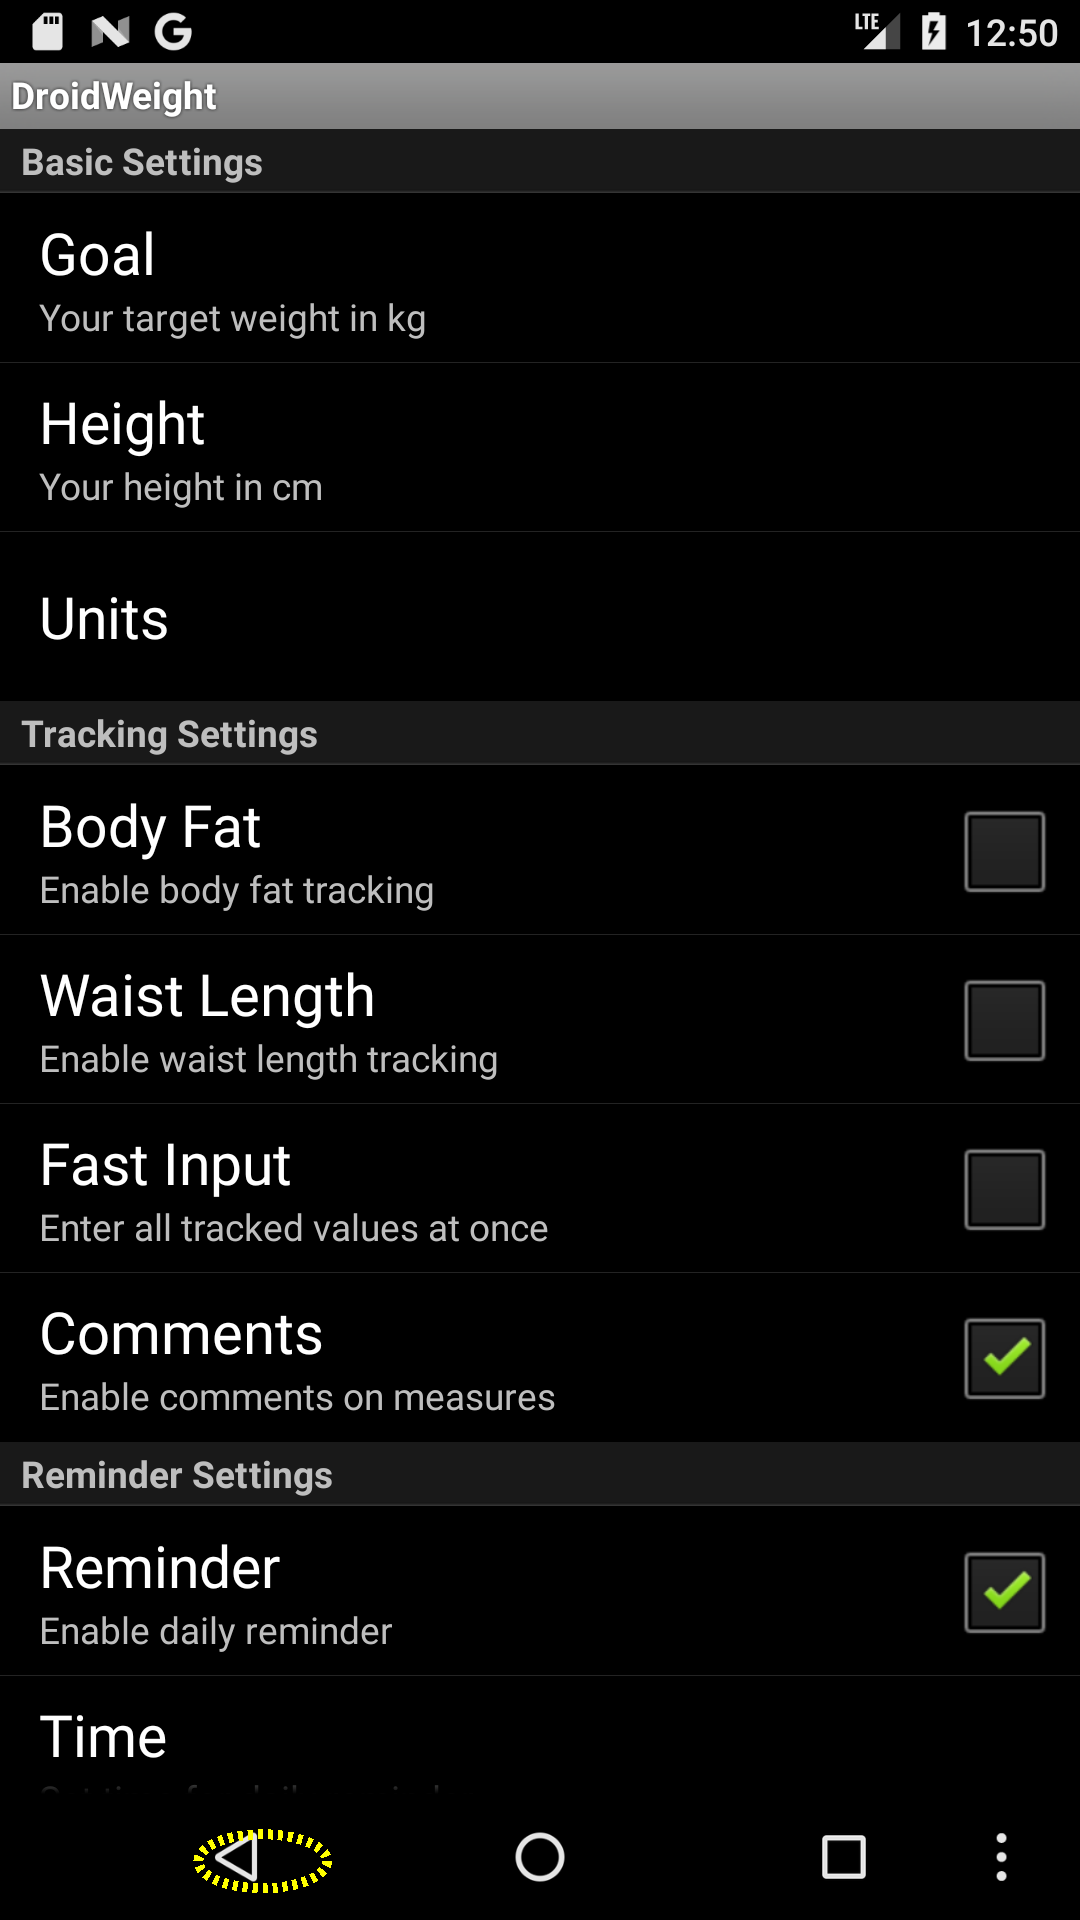 LTE 12:50
DroidWeight
Basic Settings
Goal
Your target weight in kg
Height
Your height in cm
Units
Tracking Settings
Body Fat
Enable body fat tracking
Waist Length
Enable waist length tracking
Fast Input
Enter all tracked values at once
Comments
Enable comments on measures
Reminder Settings
Reminder
Enable daily reminder
Time